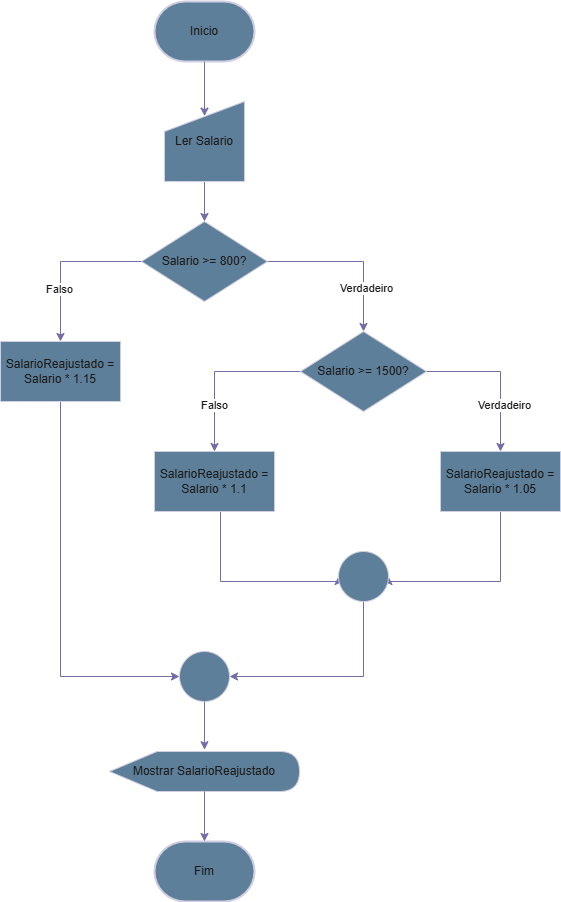 Inicio
Ler Salario
Salario >= 800?
Falso
Verdadeiro
SalarioReajustado =
Salario * 1.15
Salario >= 1500?
Falso
Verdadeiro
SalarioReajustado =
Salario * 1.1
SalarioReajustado =
Salario * 1.05
Mostrar SalarioReajustado
Fim